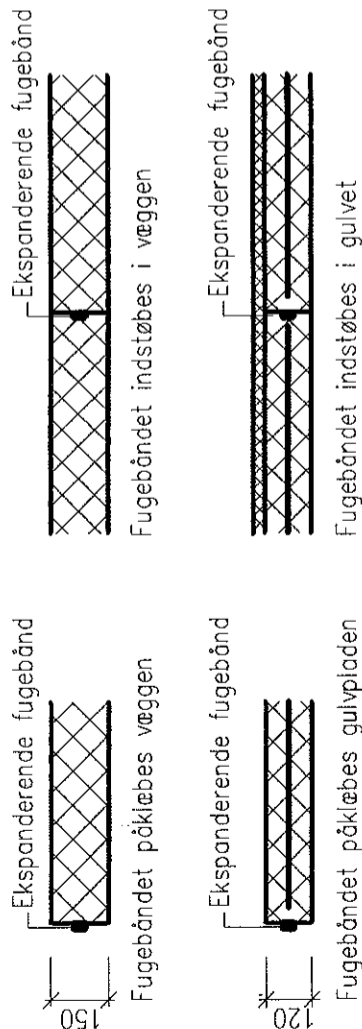 Ekspanderende fugebånd
150
Fugebåndet påklæbes væggen
Ekspanderende fugebånd
Fugebåndet indstøbes i væggen
Ekspanderende fugebånd
120
Fugebåndet påklæbes gulvpladen
Ekspanderende fugebånd
Fugebåndet indstøbes i gulvet